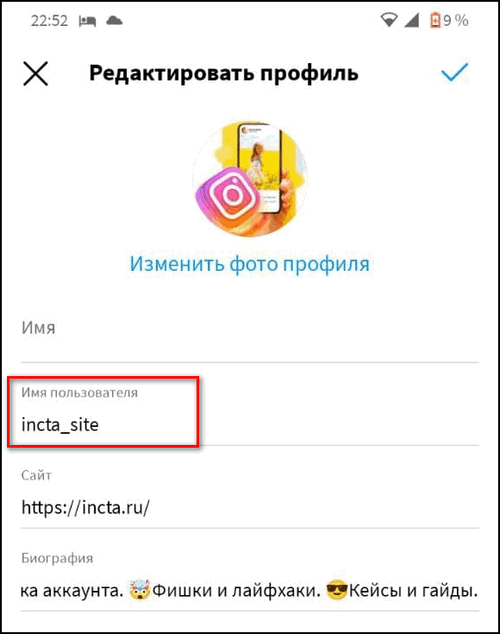 22:52 9 %
Редактировать профиль
Изменить фото профиля
Имя
Имя пользователя
incta_site
Сайт
https://incta.ru/
Биография
ка аккаунта. 🤯Фишки и лайфхаки. 😎Кейсы и гайды.